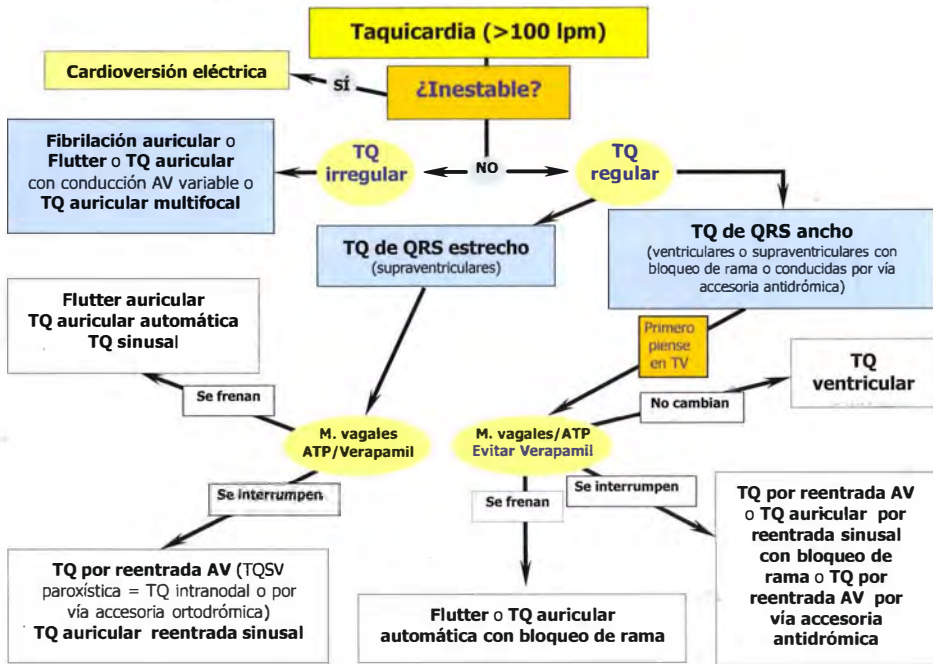 Taquicardia (>100 lpm)
Cardioversión eléctrica
SÍ
¿Inestable?
Fibrilación auricular o
Flutter o TQ auricular
con conducción AV variable o
TQ auricular multifocal
TQ
irregular
NO
TQ
regular
TQ de QRS estrecho
(supraventriculares)
TQ de QRS ancho
(ventriculares o supraventriculares con
bloqueo de rama o conducidas por vía
accesoria antidrómica)
Flutter auricular
TQ auricular automática
TQ sinusal
Primero
piense
en TV
TQ
ventricular
Se frenan
No cambian
M. vagales
ATP/Verapamil
M. vagales/ATP
Evitar Verapamil
Se interrumpen
Se frenan
Se interrumpen
TQ por reentrada AV (TQSV
paroxística = TQ intranodal o por
vía accesoria ortodrómica)
TQ auricular reentrada sinusal
Flutter o TQ auricular
automática con bloqueo de rama
TQ por reentrada AV
o TQ auricular por
reentrada sinusal
con bloqueo de
rama o TQ por
reentrada AV por
vía accesoria
antidrómica